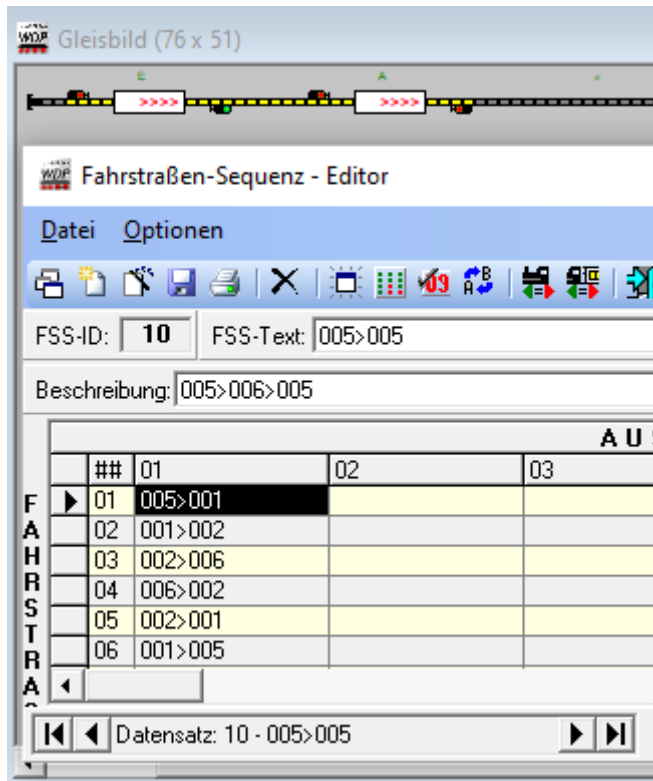 WDP Gleisbild (76 x 51)
E A
>>>> >>>>
WDP Fahrstraßen-Sequenz - Editor
Datei Optionen
FSS-ID: 10 FSS-Text: 005>005
Beschreibung: 005>006>005
A U
## 01 02 03
01 005>001
02 001>002
03 002>006
04 006>002
05 002>001
06 001>005
F
A
H
R
S
T
R
A
Datensatz: 10 - 005>005